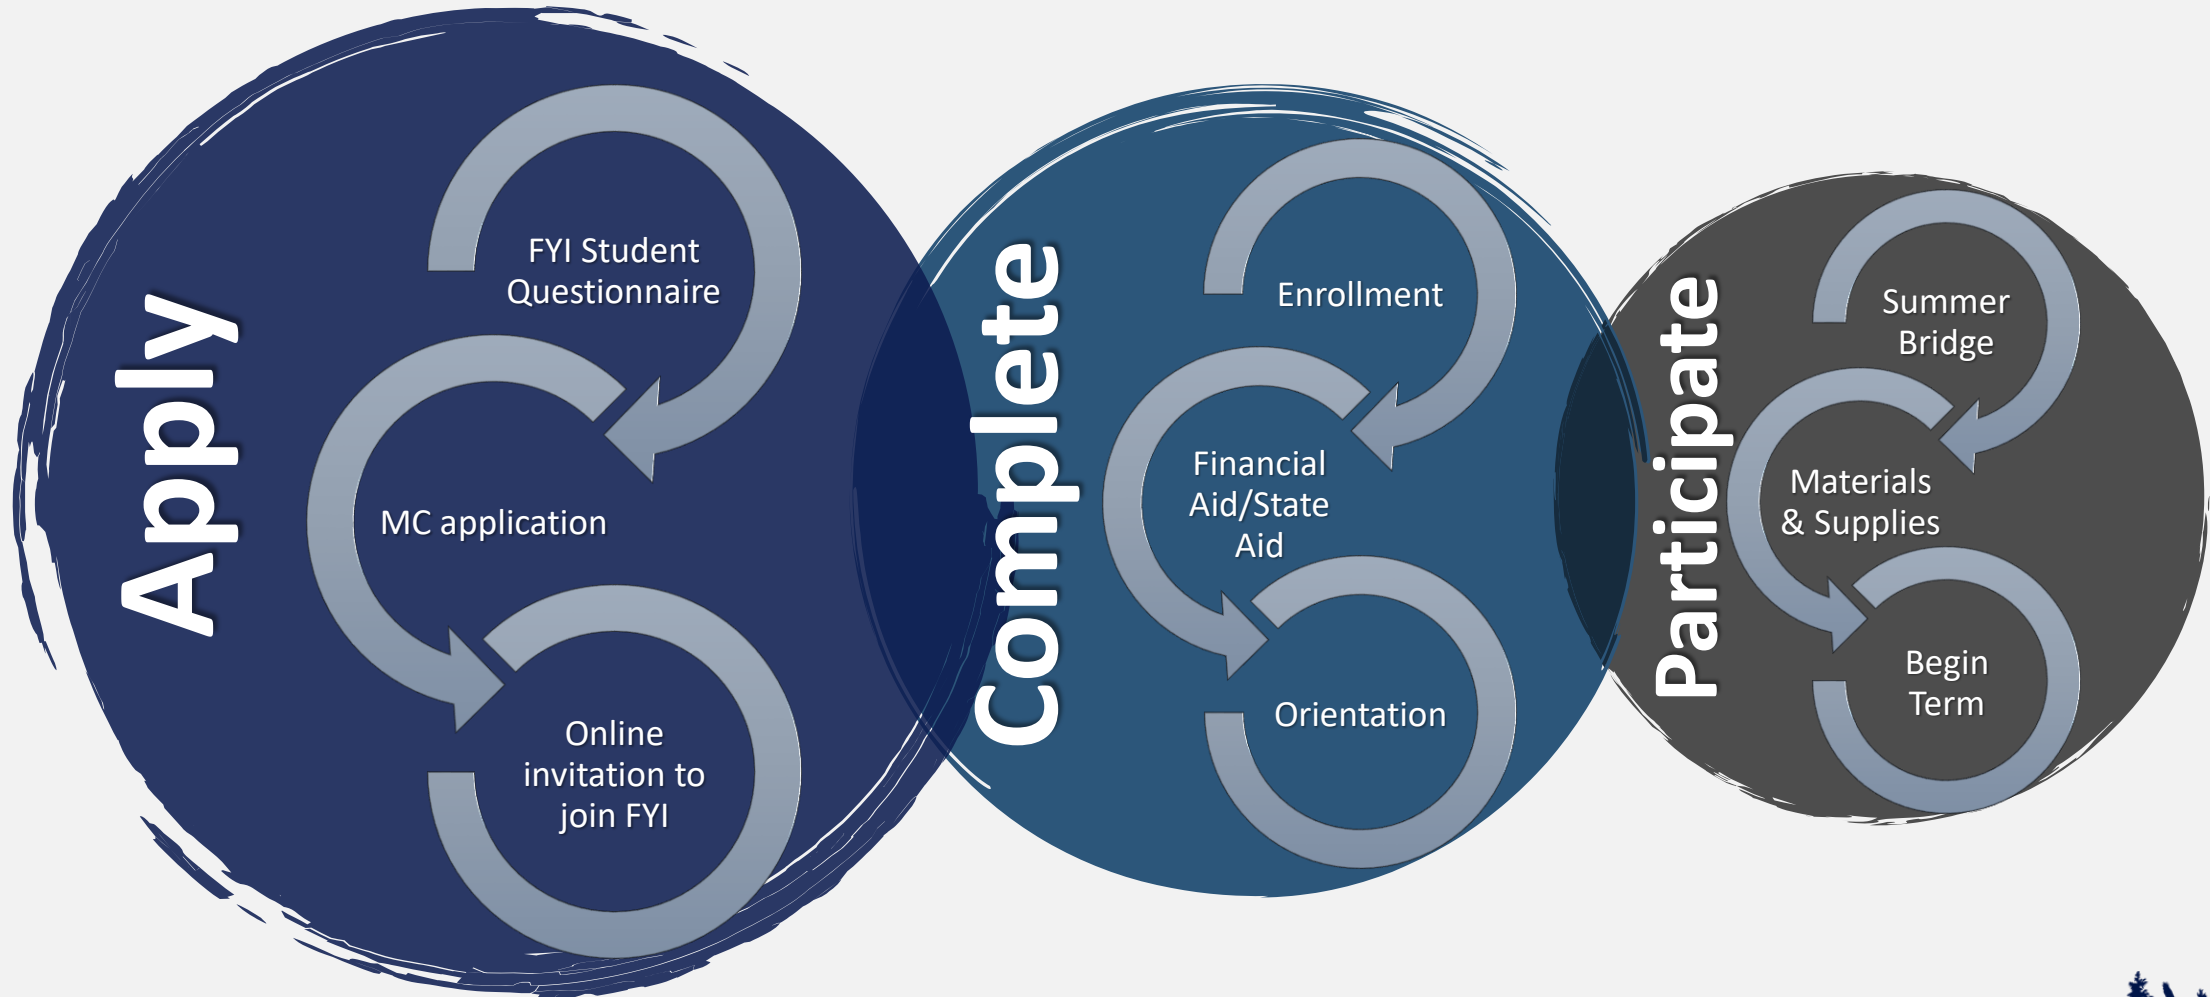 Apply
FYI Student
Questionnaire
MC application
Online
invitation to
join FYI
Complete
Enrollment
Financial
Aid/State
Aid
Orientation
Participate
Summer
Bridge
Materials
& Supplies
Begin
Term